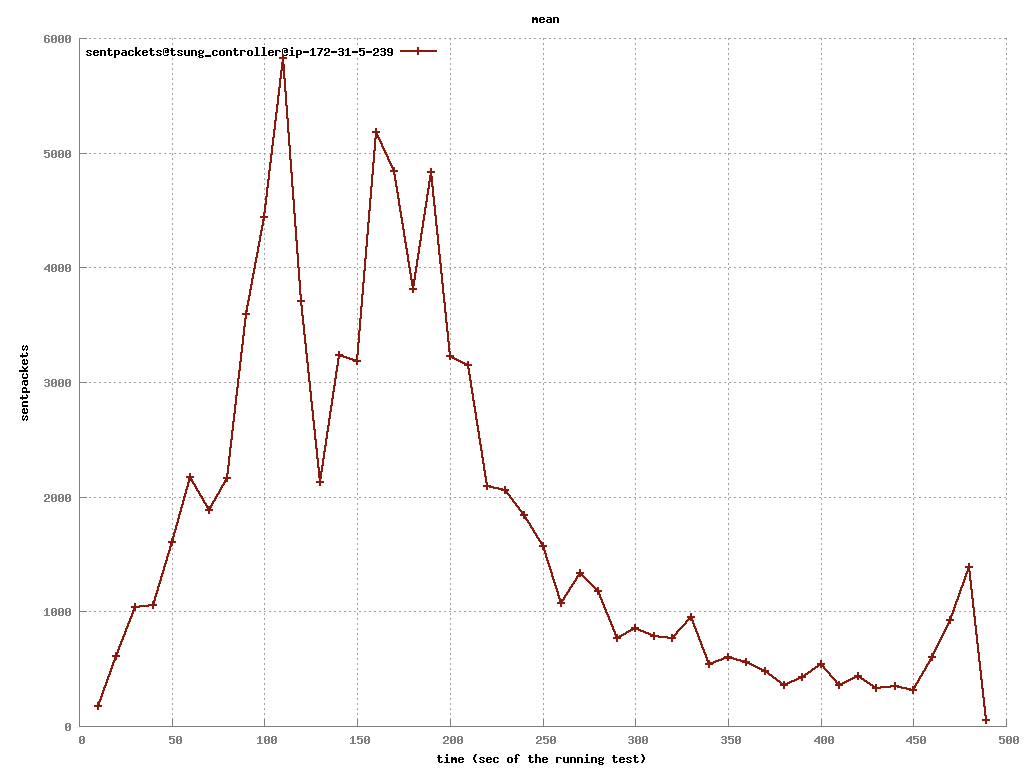 mean
sentpackets@tsung_controller@ip-172-31-5-239
6000
5000
4000
3000
2000
1000
0
sentpackets
0 50 100 150 200 250 300 350 400 450 500
time (sec of the running test)